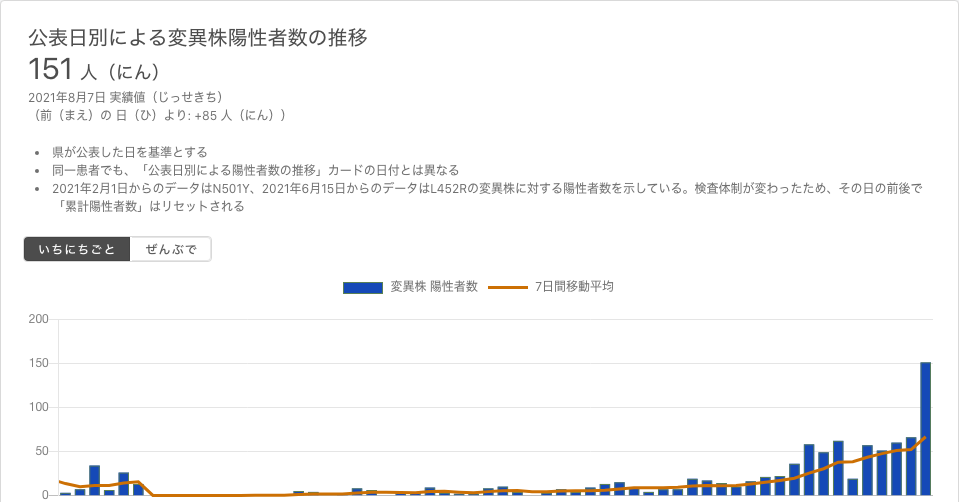 公表日別による変異株陽性者数の推移
151 人（にん）
2021年8月7日 実績値（じっせきち）
（前（まえ）の 日（ひ）より: +85 人（にん））
• 県が公表した日を基準とする
• 同一患者でも、「公表日別による陽性者数の推移」カードの日付とは異なる
• 2021年2月1日からのデータはN501Y、2021年6月15日からのデータはL452Rの変異株に対する陽性者数を示している。検査体制が変わったため、その日の前後で
「累計陽性者数」はリセットされる
いちにちごと ぜんぶで
変異株 陽性者数 7日間移動平均
200
150
100
50
0